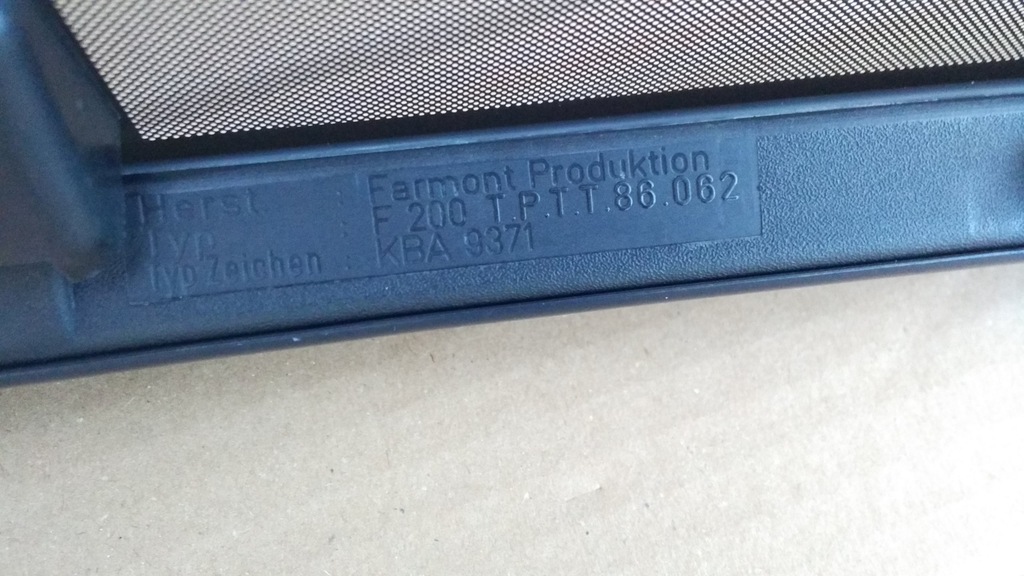 Herst : Farmont Produktion
Typ : F 200 T.P.T.T.86.062
Typ Zeichen : KBA 9371